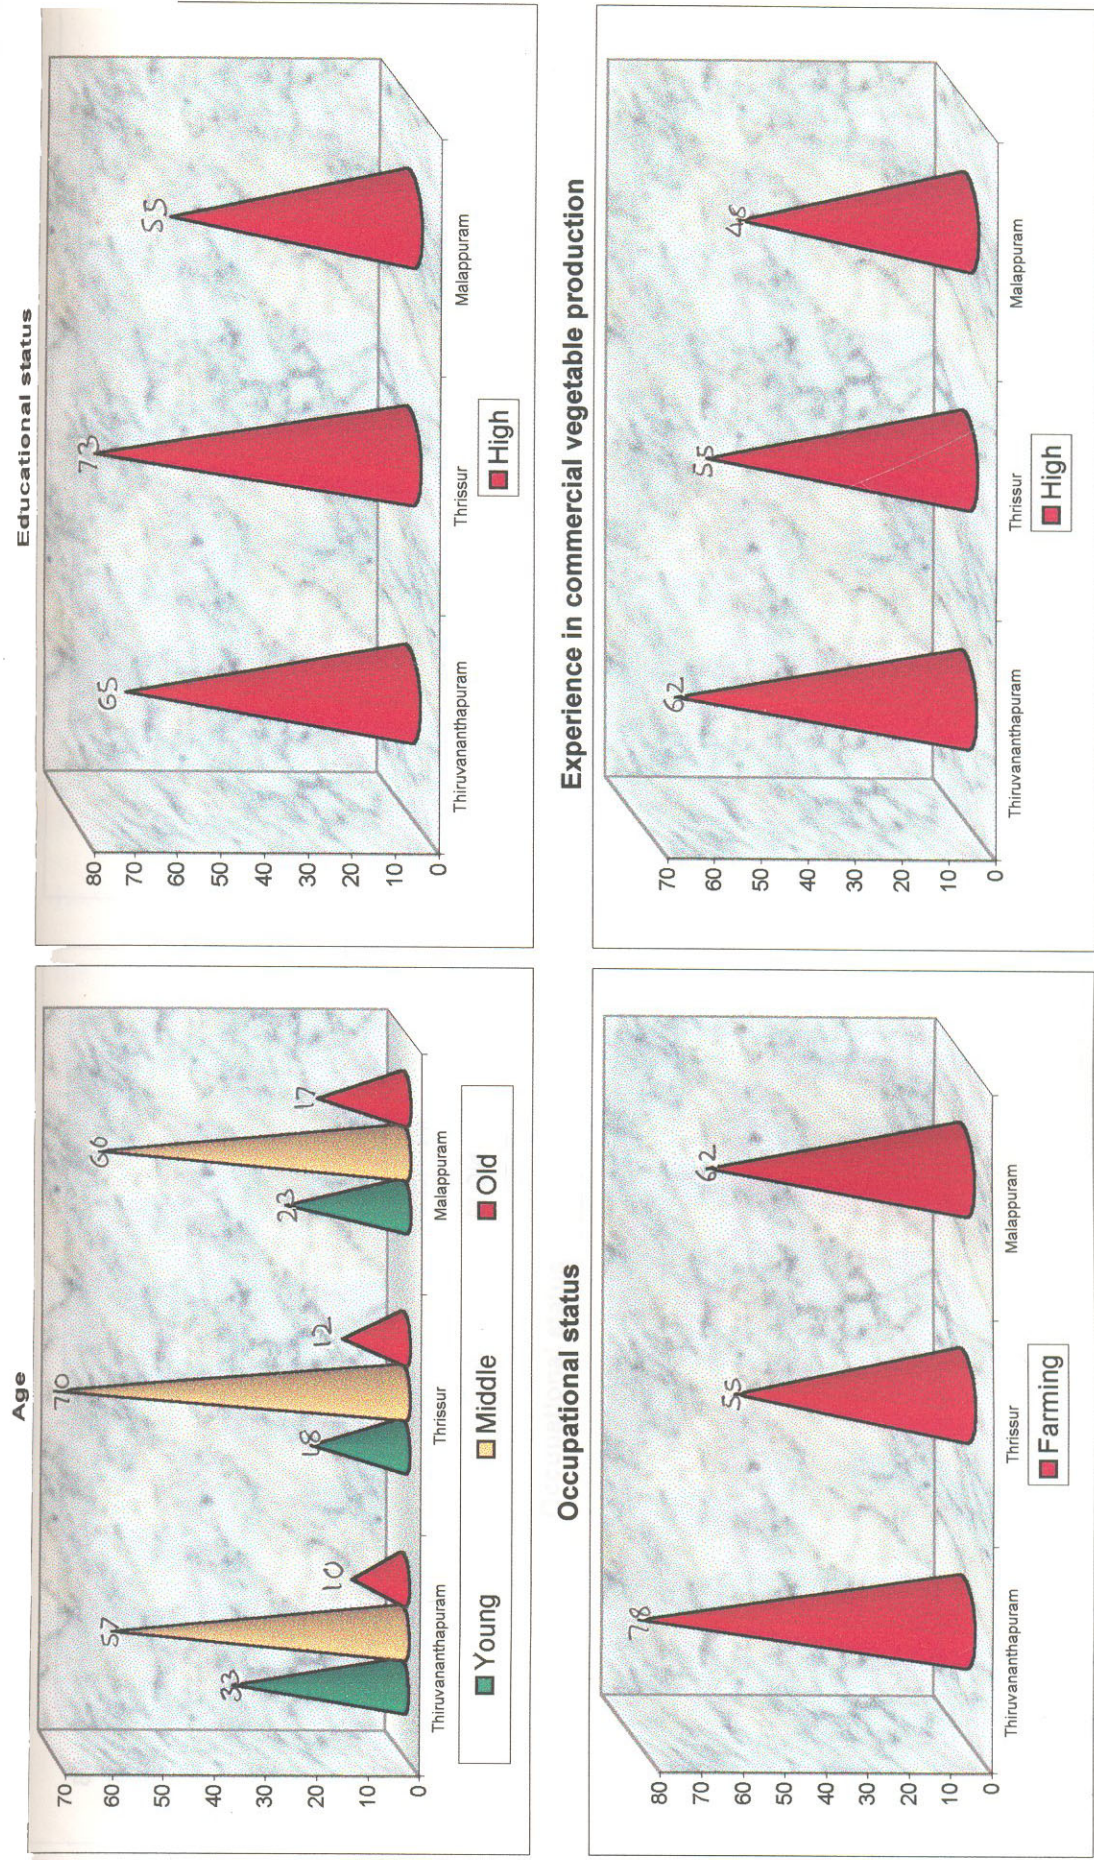 Age
70
60
50
40
30
20
10
0
33
57
10
18
70
12
23
66
17
Thiruvananthapuram
Thrissur
Malappuram
Young
Middle
Old
Educational status
80
70
60
50
40
30
20
10
0
65
73
55
Thiruvananthapuram
Thrissur
Malappuram
High
Occupational status
80
70
60
50
40
30
20
10
0
78
55
62
Thiruvananthapuram
Thrissur
Malappuram
Farming
Experience in commercial vegetable production
70
60
50
40
30
20
10
0
62
55
48
Thiruvananthapuram
Thrissur
Malappuram
High